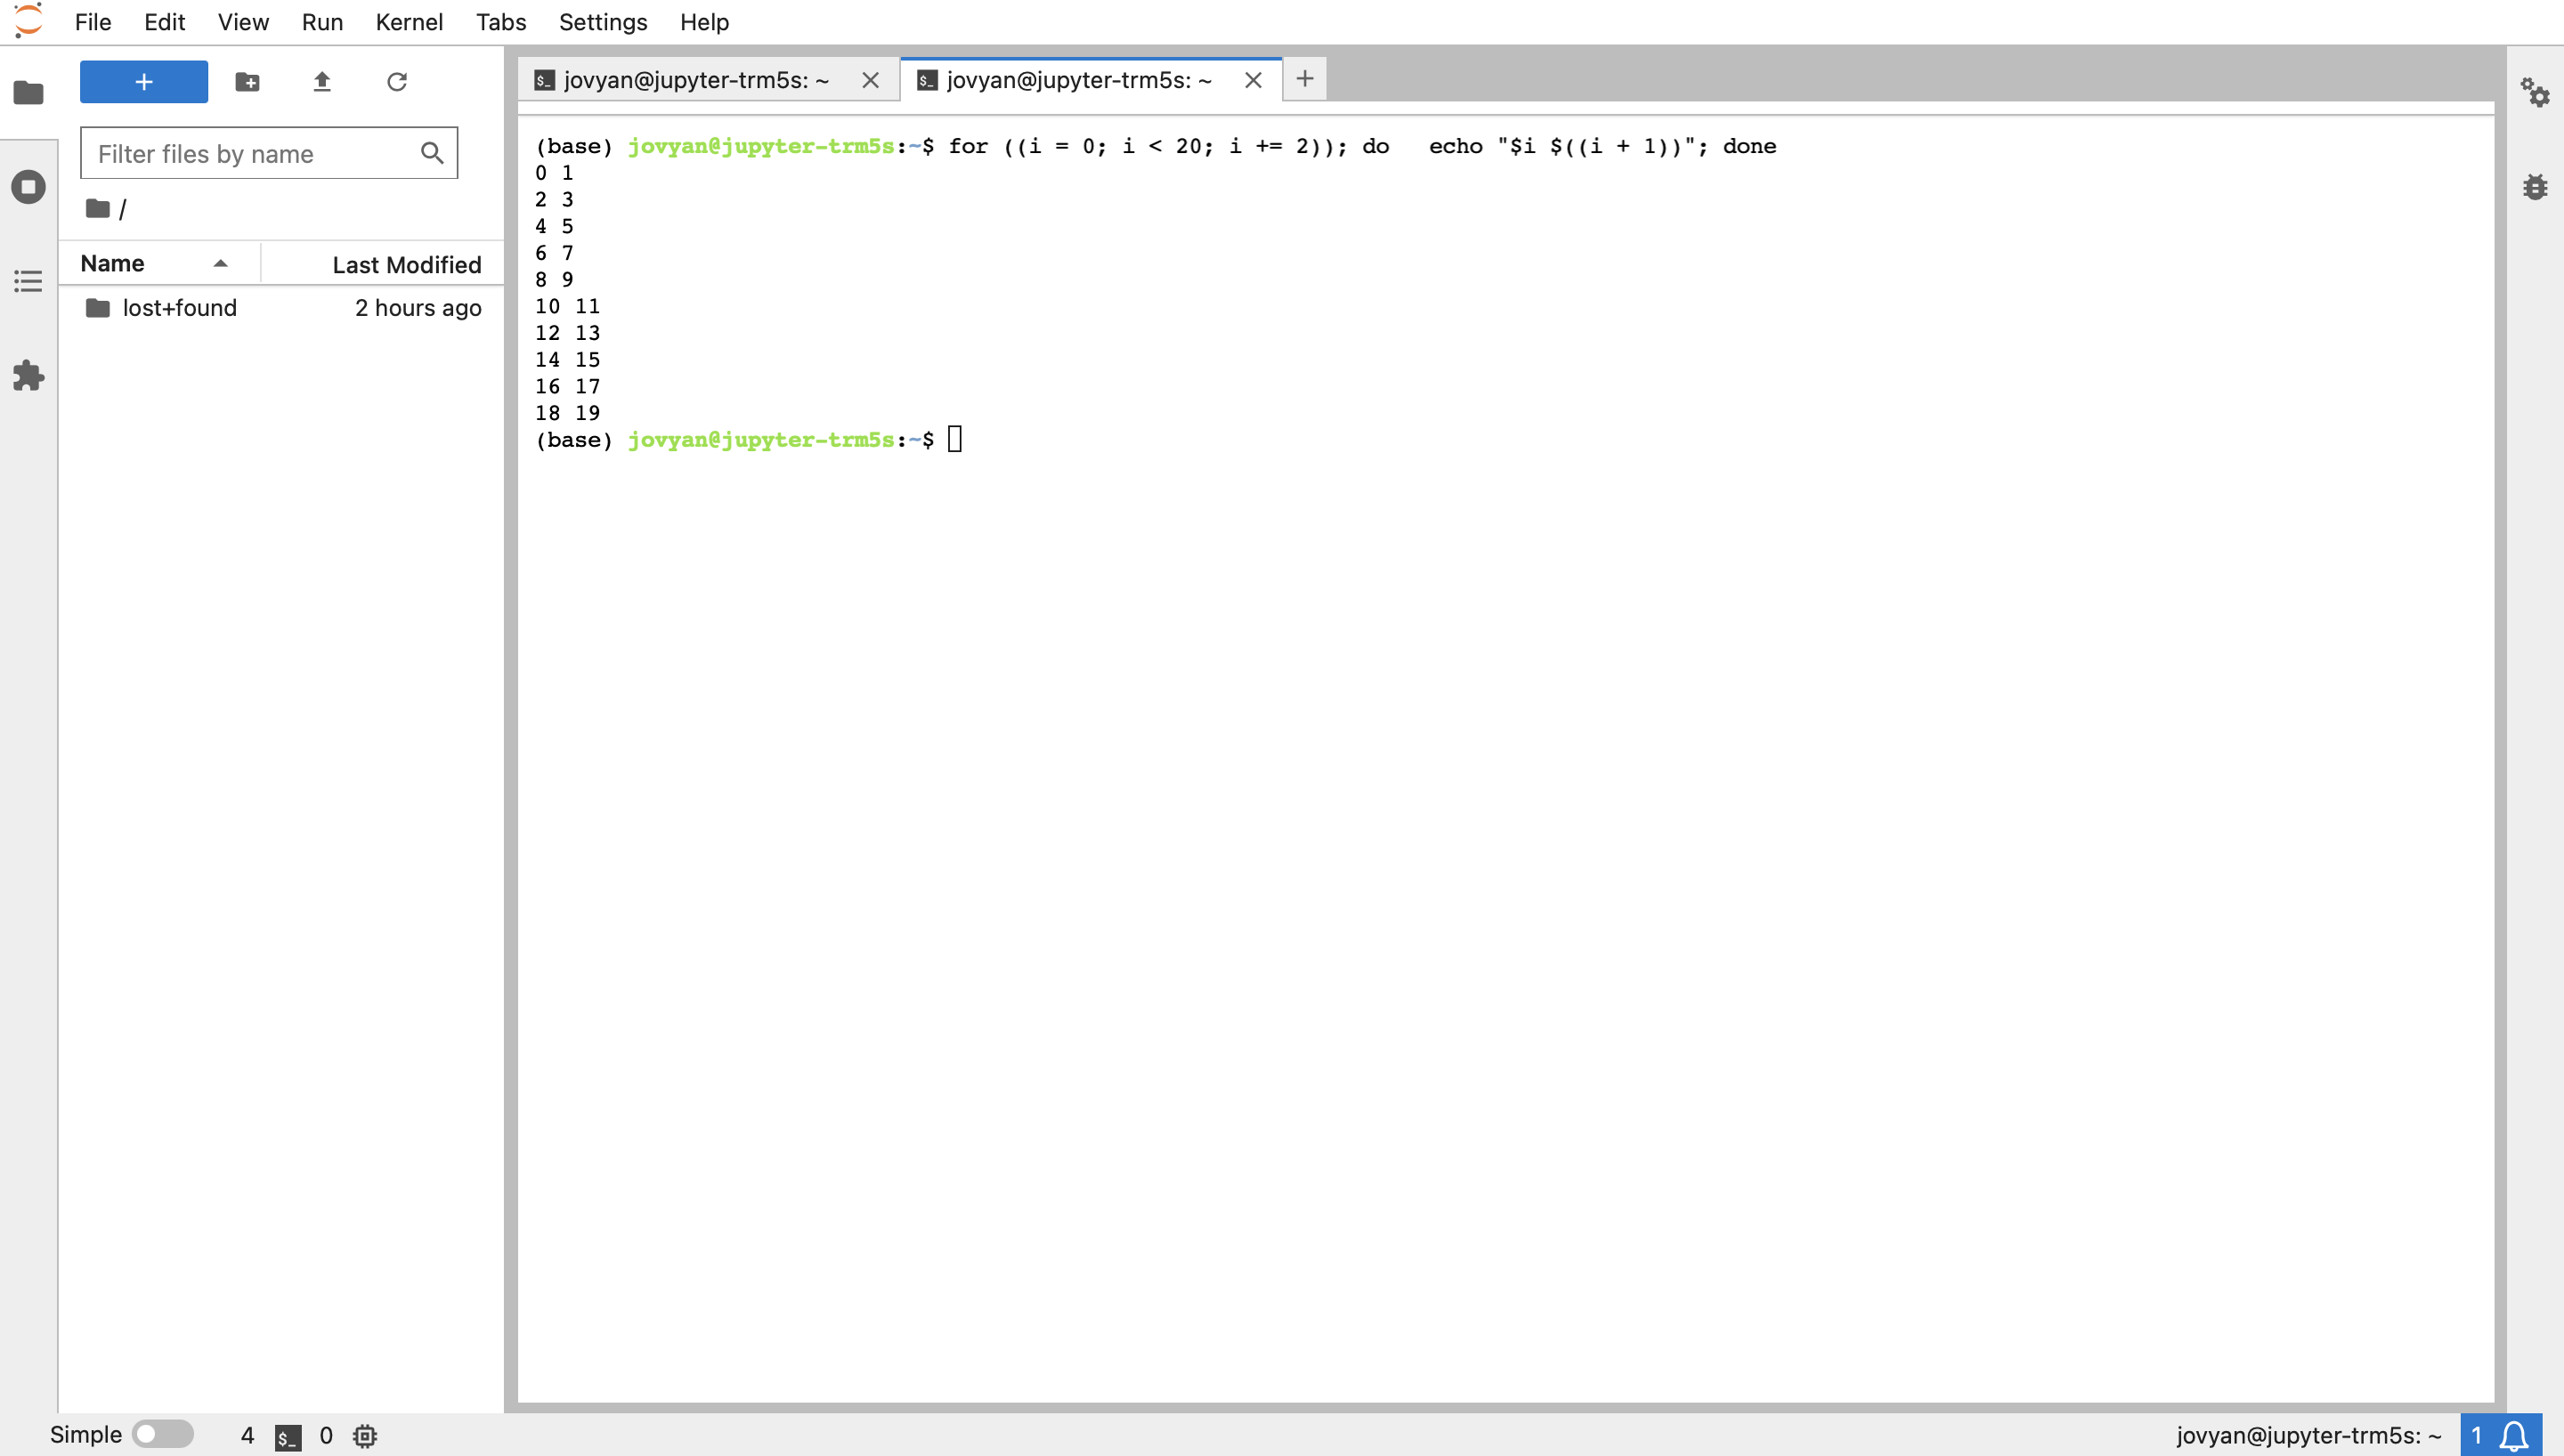 File Edit View Run Kernel Tabs Settings Help
+
Filter files by name
/
Name Last Modified
lost+found 2 hours ago
$_ jovyan@jupyter-trm5s: ~ $_ jovyan@jupyter-trm5s: ~ +
(base) jovyan@jupyter-trm5s:~$ for ((i = 0; i < 20; i += 2)); do   echo "$i $((i + 1))"; done
0 1
2 3
4 5
6 7
8 9
10 11
12 13
14 15
16 17
18 19
(base) jovyan@jupyter-trm5s:~$
Simple 4 $_ 0 jovyan@jupyter-trm5s: ~ 1